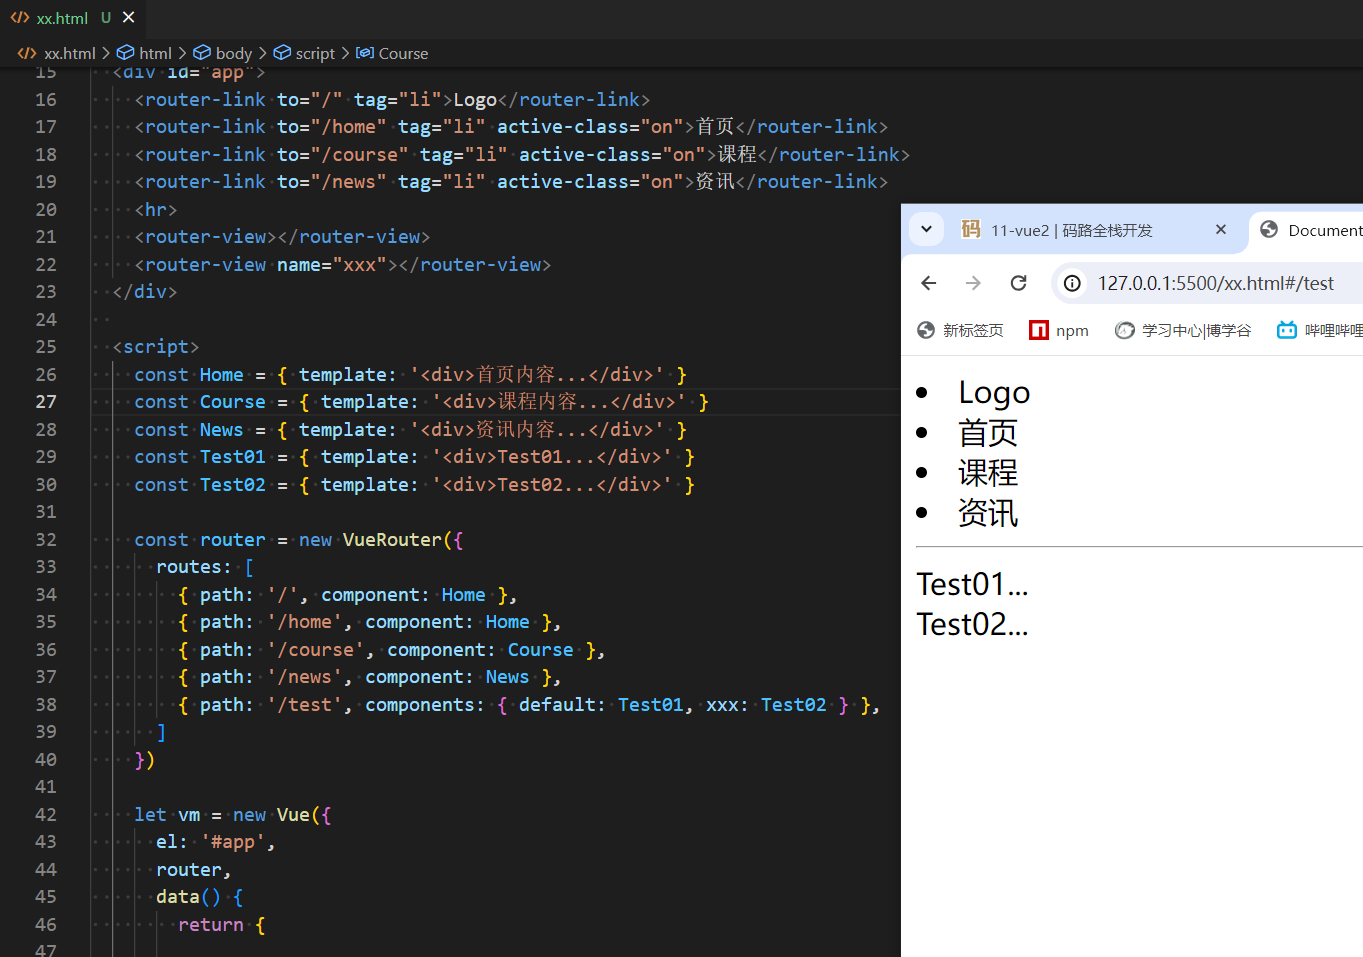 xx.html U
xx.html > html > body > script > Course
15 <div id="app">
16 <router-link to="/" tag="li">Logo</router-link>
17 <router-link to="/home" tag="li" active-class="on">首页</router-link>
18 <router-link to="/course" tag="li" active-class="on">课程</router-link>
19 <router-link to="/news" tag="li" active-class="on">资讯</router-link>
20 <hr>
21 <router-view></router-view>
22 <router-view name="xxx"></router-view>
23 </div>
24
25 <script>
26 const Home = { template: '<div>首页内容...</div>' }
27 const Course = { template: '<div>课程内容...</div>' }
28 const News = { template: '<div>资讯内容...</div>' }
29 const Test01 = { template: '<div>Test01...</div>' }
30 const Test02 = { template: '<div>Test02...</div>' }
31
32 const router = new VueRouter({
33 routes: [
34 { path: '/', component: Home },
35 { path: '/home', component: Home },
36 { path: '/course', component: Course },
37 { path: '/news', component: News },
38 { path: '/test', components: { default: Test01, xxx: Test02 } },
39 ]
40 })
41
42 let vm = new Vue({
43 el: '#app',
44 router,
45 data() {
46 return {
47
码 11-vue2 | 码路全栈开发 Document
127.0.0.1:5500/xx.html#/test
新标签页 npm 学习中心|博学谷 哔哩哔哩
Logo
首页
课程
资讯
Test01...
Test02...